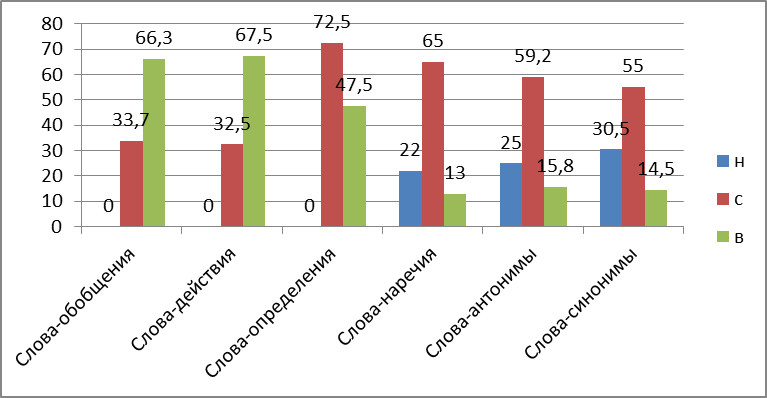 80
70
60
50
40
30
20
10
0
0 33,7 66,3
0 32,5 67,5
0 72,5 47,5
22 65 13
25 59,2 15,8
30,5 55 14,5
Слова-обобщения
Слова-действия
Слова-определения
Слова-наречия
Слова-антонимы
Слова-синонимы
Н
С
В